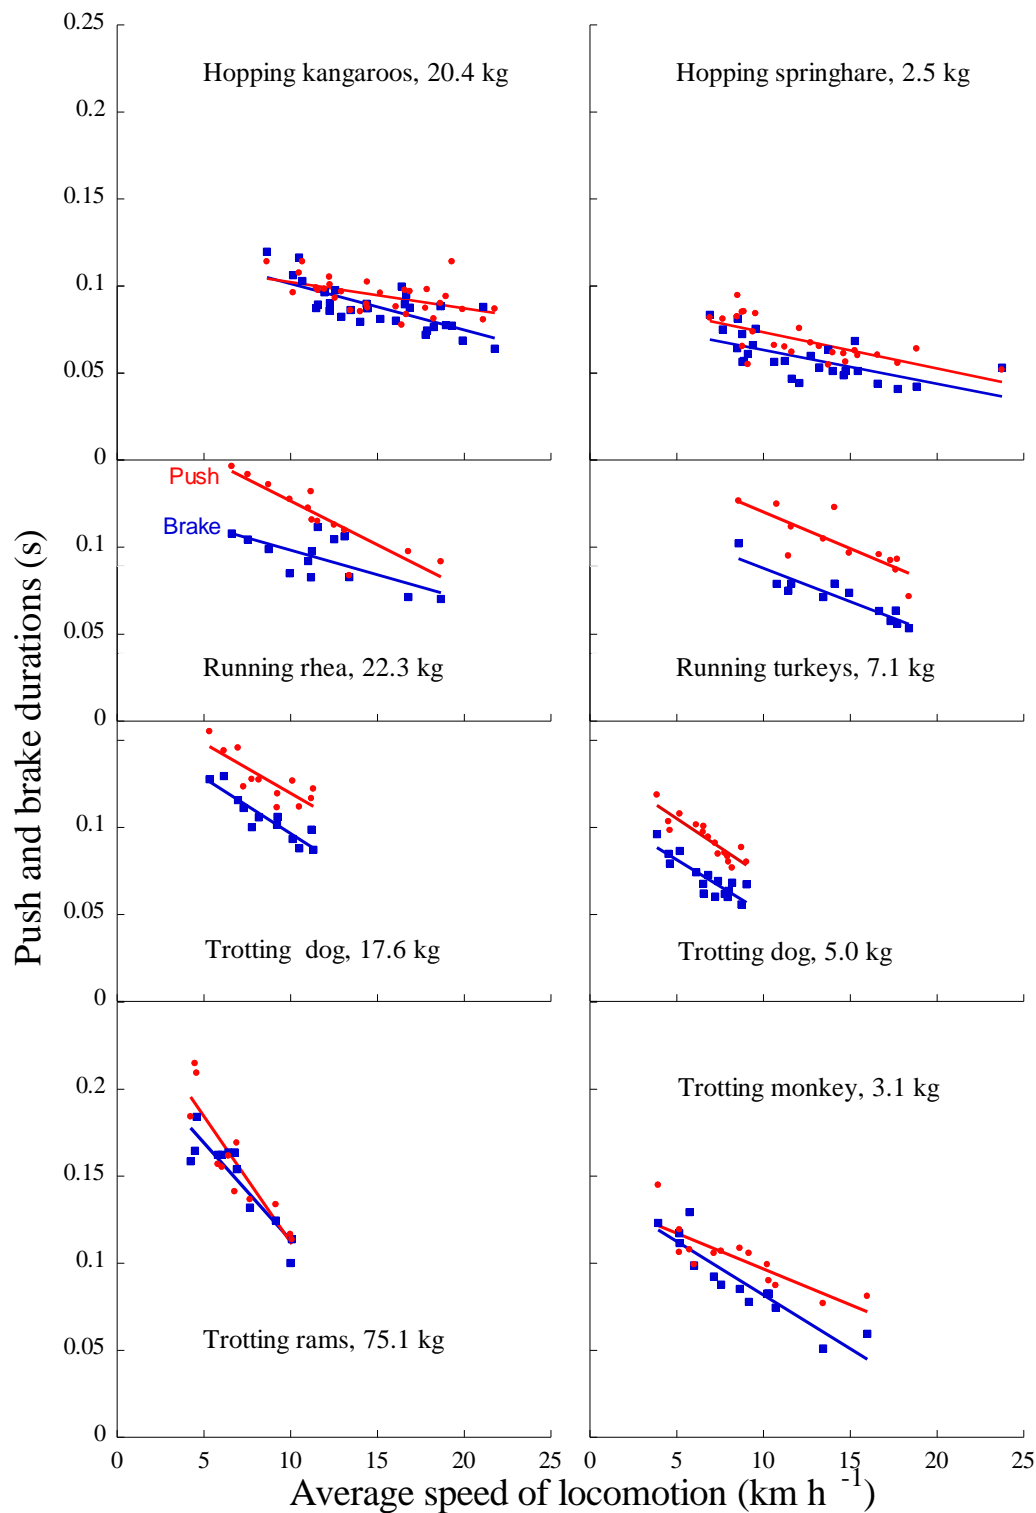 0.25
Hopping kangaroos, 20.4 kg
Hopping springhare, 2.5 kg
0.2
0.15
0.1
0.05
0
Push
Brake
0.1
0.05
Running rhea, 22.3 kg
Running turkeys, 7.1 kg
0
0.1
0.05
Trotting dog, 17.6 kg
Trotting dog, 5.0 kg
0
0.2
Trotting monkey, 3.1 kg
0.15
0.1
Trotting rams, 75.1 kg
0.05
0
0 5 10 15 20 25
0 5 10 15 20 25
Push and brake durations (s)
Average speed of locomotion (km h -1)